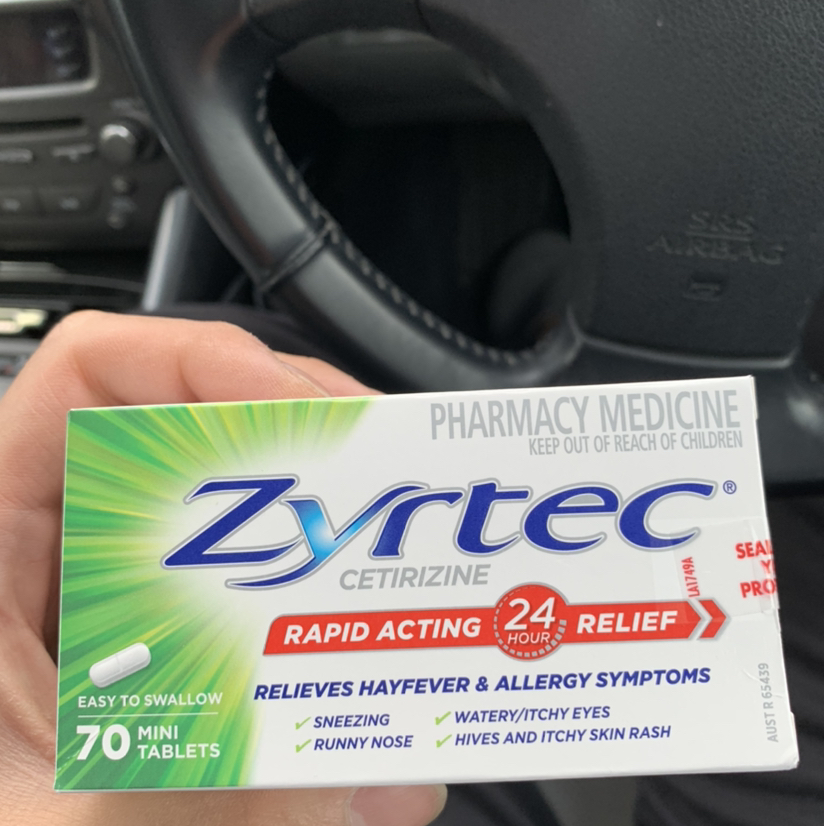 SRS
AIRBAG
PHARMACY MEDICINE
KEEP OUT OF REACH OF CHILDREN
Zyrtec®
CETIRIZINE
LA1749A
SEAL
RAPID ACTING 24 HOUR RELIEF
RELIEVES HAYFEVER & ALLERGY SYMPTOMS
✓ SNEEZING
✓ WATERY/ITCHY EYES
✓ RUNNY NOSE
✓ HIVES AND ITCHY SKIN RASH
EASY TO SWALLOW
70 MINI
TABLETS
AUST R 65439